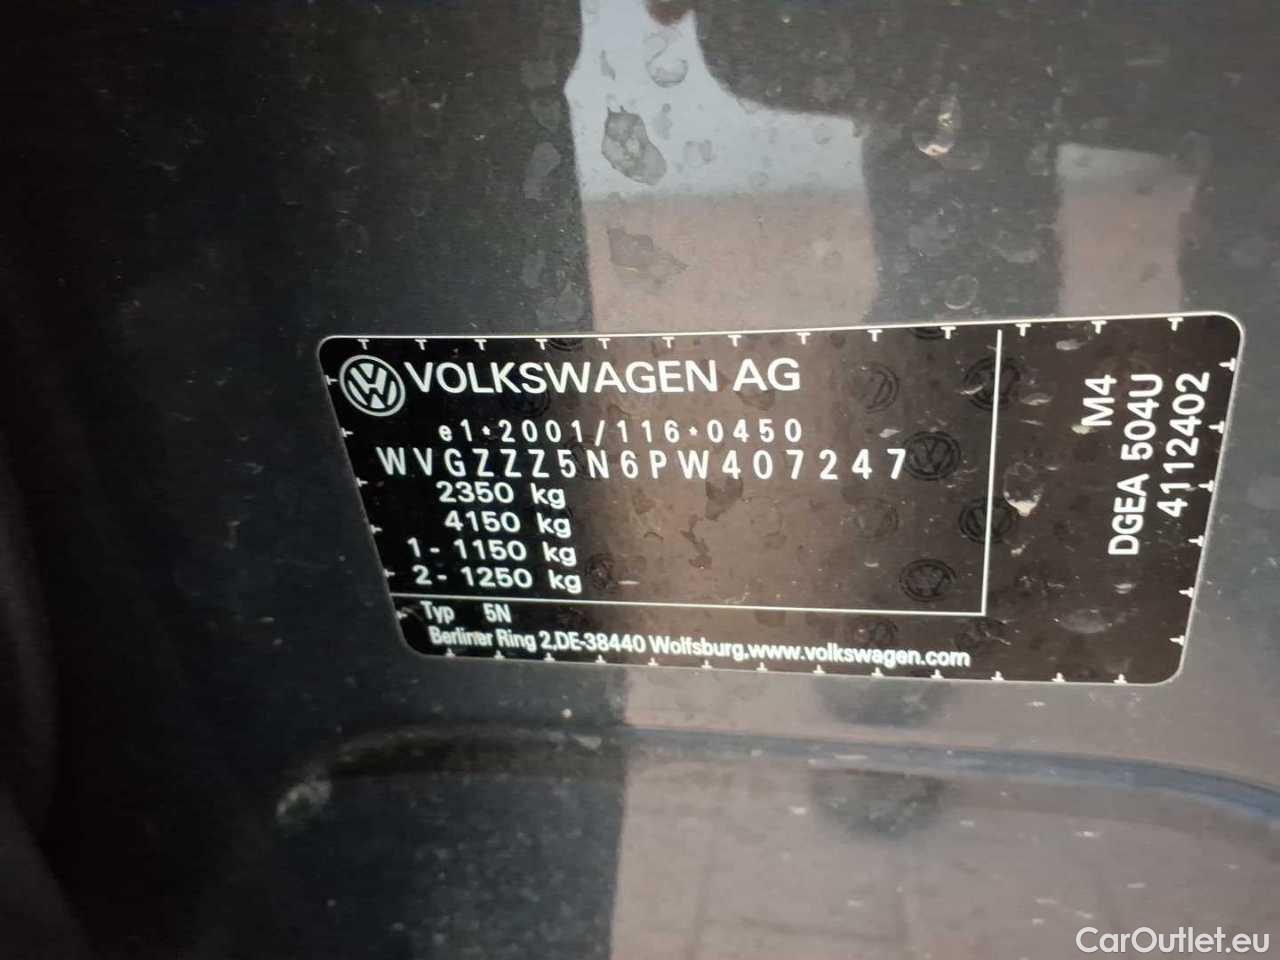 VOLKSWAGEN AG
e1*2001/116*0450
WVGZZZ5N6PW407247
2350 kg
4150 kg
1 - 1150 kg
2 - 1250 kg
Typ 5N
Berliner Ring 2,DE-38440 Wolfsburg,www.volkswagen.com
M4
DGEA 504U
4112402
CarOutlet.eu